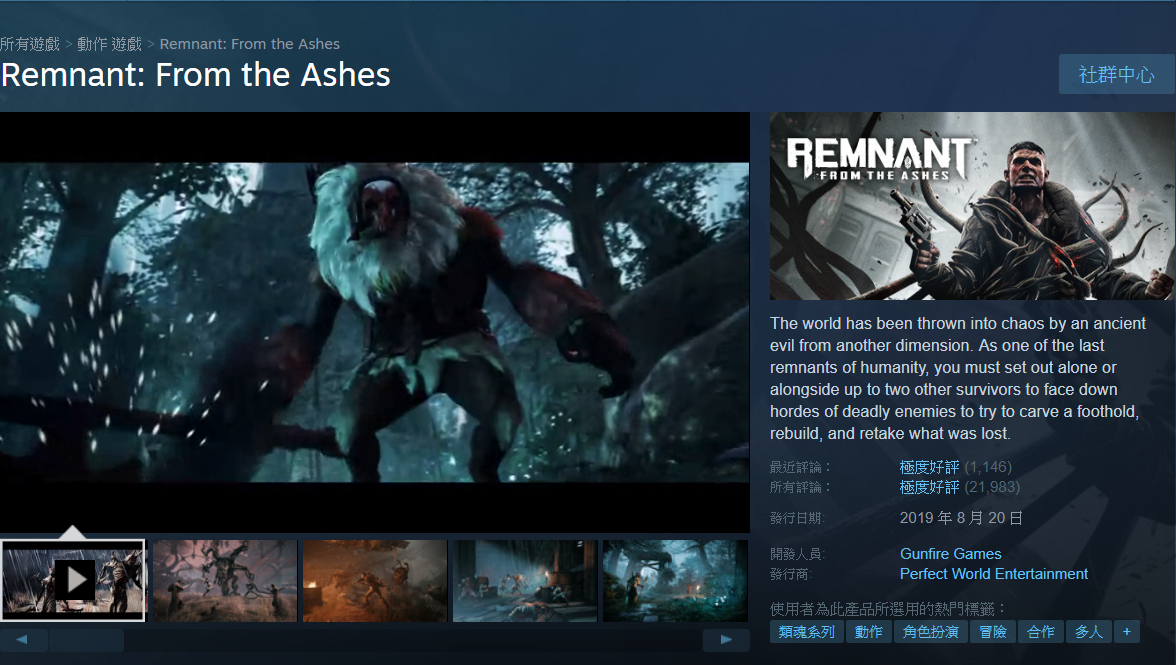 所有遊戲 > 動作 遊戲 > Remnant: From the Ashes
Remnant: From the Ashes
社群中心
REMNANT
FROM THE ASHES
The world has been thrown into chaos by an ancient
evil from another dimension. As one of the last
remnants of humanity, you must set out alone or
alongside up to two other survivors to face down
hordes of deadly enemies to try to carve a foothold,
rebuild, and retake what was lost.
最近評論： 極度好評 (1,146)
所有評論： 極度好評 (21,983)
發行日期: 2019 年 8 月 20 日
開發人員: Gunfire Games
發行商: Perfect World Entertainment
使用者為此產品所選用的熱門標籤：
類魂系列 動作 角色扮演 冒險 合作 多人 +